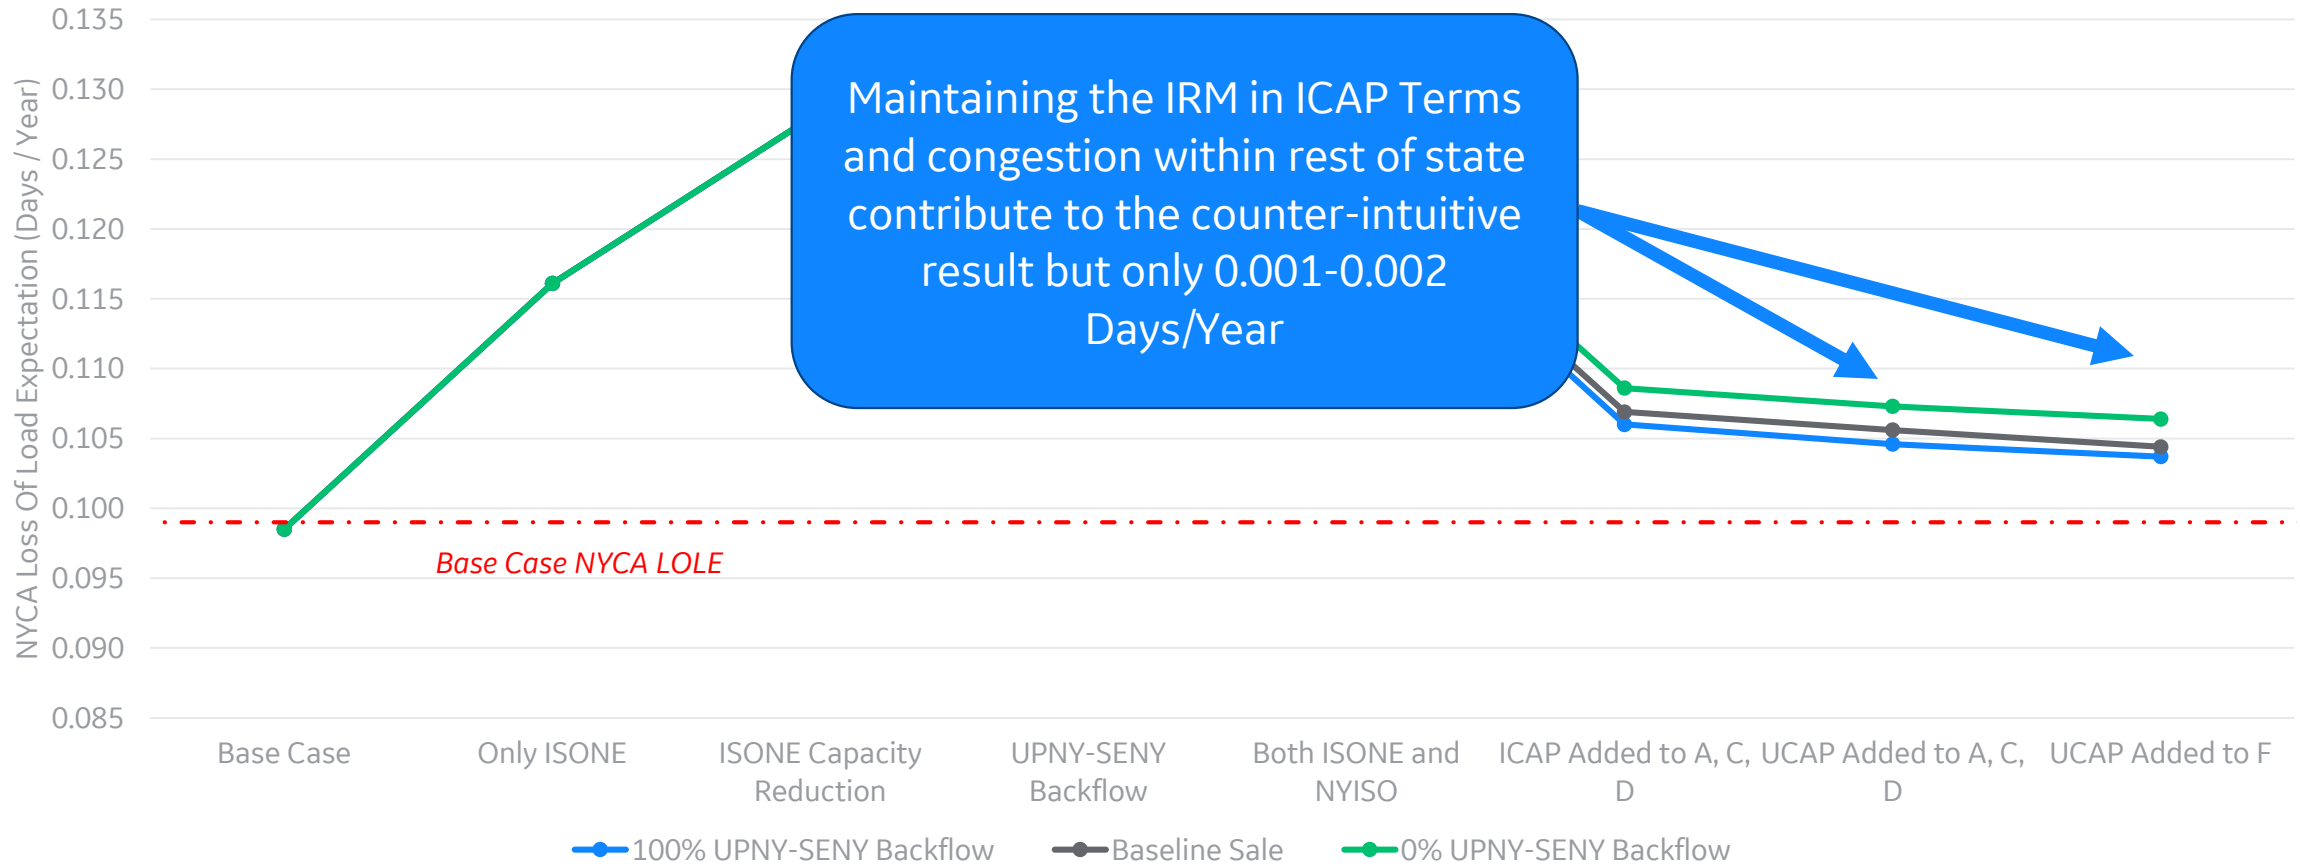 NYCA Loss Of Load Expectation (Days / Year)
0.135
0.130
0.125
0.120
0.115
0.110
0.105
0.100
0.095
0.090
0.085
Maintaining the IRM in ICAP Terms
and congestion within rest of state
contribute to the counter-intuitive
result but only 0.001-0.002
Days/Year
Base Case NYCA LOLE
Base Case
Only ISONE
ISONE Capacity
Reduction
UPNY-SENY
Backflow
Both ISONE and
NYISO
ICAP Added to A, C,
D
UCAP Added to A, C,
D
UCAP Added to F
100% UPNY-SENY Backflow
Baseline Sale
0% UPNY-SENY Backflow